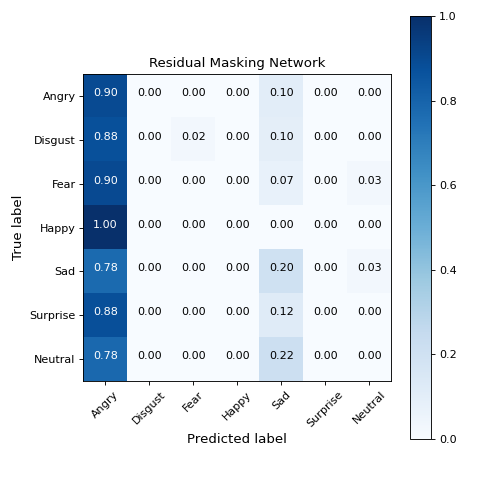 Residual Masking Network
1.0
0.8
0.6
0.4
0.2
0.0
True label
Angry 0.90 0.00 0.00 0.00 0.10 0.00 0.00
Disgust 0.88 0.00 0.02 0.00 0.10 0.00 0.00
Fear 0.90 0.00 0.00 0.00 0.07 0.00 0.03
Happy 1.00 0.00 0.00 0.00 0.00 0.00 0.00
Sad 0.78 0.00 0.00 0.00 0.20 0.00 0.03
Surprise 0.88 0.00 0.00 0.00 0.12 0.00 0.00
Neutral 0.78 0.00 0.00 0.00 0.22 0.00 0.00
Angry Disgust Fear Happy Sad Surprise Neutral
Predicted label